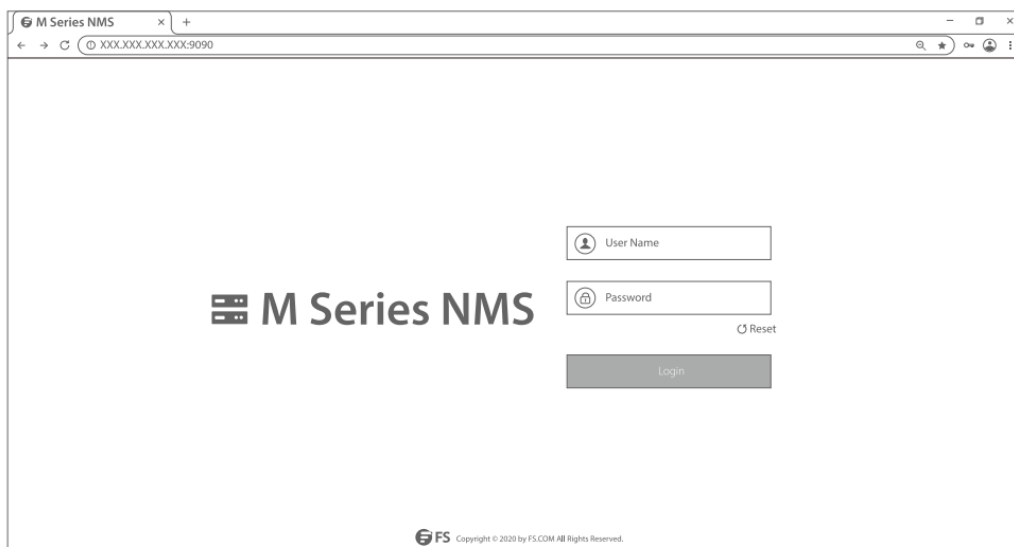 M Series NMS
XXX.XXX.XXX.XXX:9090
User Name
M Series NMS
Password
Reset
Login
FS Copyright © 2020 by FS.COM All Rights Reserved.